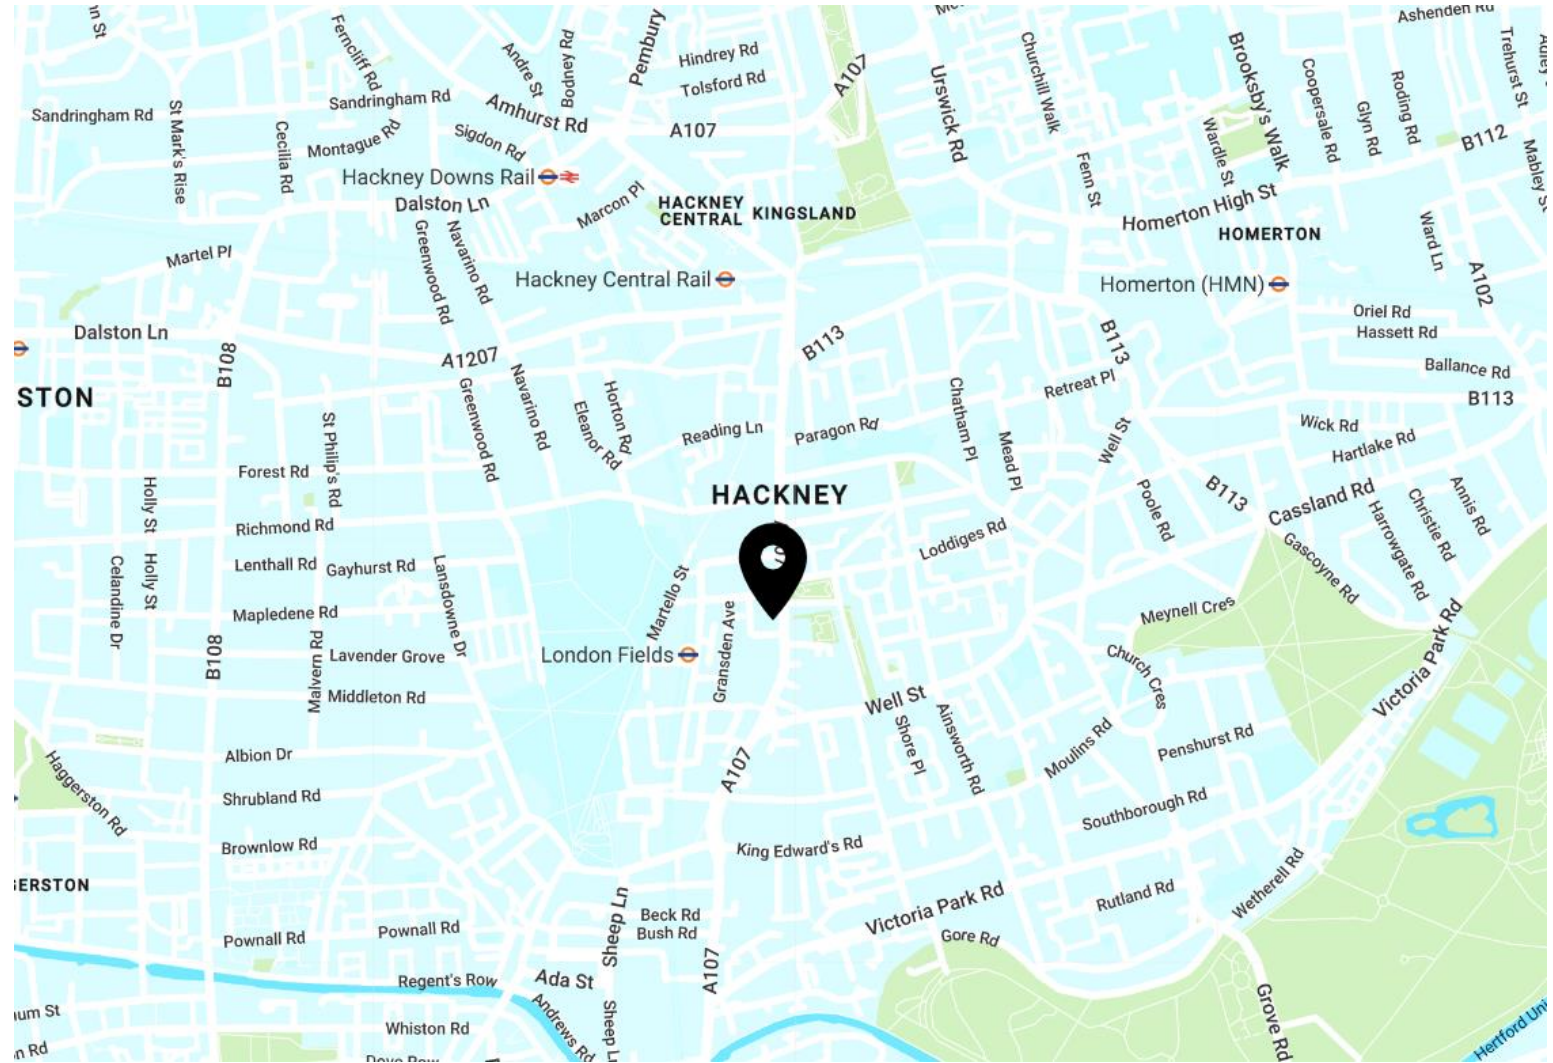 Ashenden Rd
Ferncliff Rd
Andre St
Bodney Rd
Pembury
Hindrey Rd
Tolsford Rd
A107
Urswick Rd
Churchill Walk
Brooksby's Walk
Coopersale Rd
Glyn Rd
Roding Rd
Trehurst St
B112
Mabley St
Sandringham Rd
Sandringham Rd
St Mark's Rise
Cecilia Rd
Montague Rd
Amhurst Rd
Sigdon Rd
A107
Wardle St
Fenn St
Hackney Downs Rail
Marcon Pl
Dalston Ln
HACKNEY
CENTRAL
KINGSLAND
Homerton High St
HOMERTON
Ward Ln
A102
Martel Pl
Greenwood Rd
Navarino Rd
Hackney Central Rail
Homerton (HMN)
Oriel Rd
Hassett Rd
Ballance Rd
Dalston Ln
B108
A1207
B113
B113
B113
STON
Greenwood Rd
Navarino Rd
Eleanor Rd
Horton Rd
Reading Ln
Paragon Rd
Chatham Pl
Mead Pl
Retreat Pl
Well St
Wick Rd
Hartlake Rd
St Philip's Rd
Forest Rd
Holly St
HACKNEY
Poole Rd
B113
Cassland Rd
Harrowgate Rd
Christie Rd
Annis Rd
Richmond Rd
Loddiges Rd
Gascoyne Rd
Celandine Dr
Holly St
Lenthall Rd
Gayhurst Rd
Lansdowne Dr
Martello St
Gransden Ave
Mapledene Rd
Meynell Cres
Victoria Park Rd
B108
Malvern Rd
Lavender Grove
London Fields
Church Cres
Middleton Rd
Well St
Shore Pl
Ainsworth Rd
Moulins Rd
Penshurst Rd
Haggerston Rd
Albion Dr
A107
Shrubland Rd
Southborough Rd
Brownlow Rd
King Edward's Rd
Wetherell Rd
Sheep Ln
Beck Rd
Bush Rd
Victoria Park Rd
Rutland Rd
Pownall Rd
Pownall Rd
Gore Rd
Regent's Row
Ada St
A107
Grove Rd
Whiston Rd
Andrews Rd
Sheep L